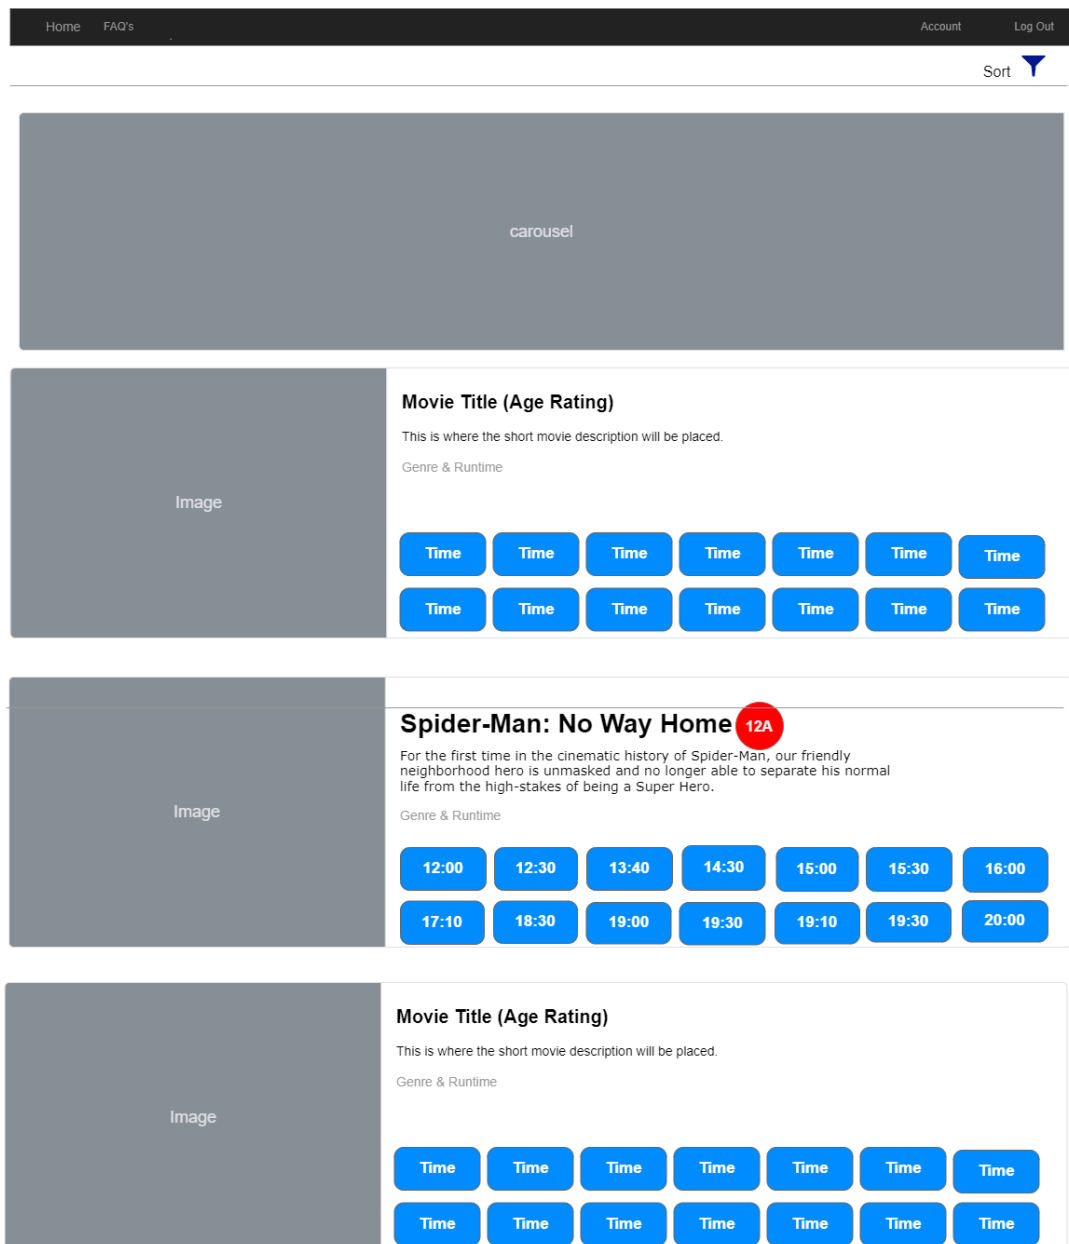 Home FAQ's Account Log Out
Sort
carousel
Image
Movie Title (Age Rating)
This is where the short movie description will be placed.
Genre & Runtime
Time Time Time Time Time Time Time
Time Time Time Time Time Time Time
Image
Spider-Man: No Way Home 12A
For the first time in the cinematic history of Spider-Man, our friendly
neighborhood hero is unmasked and no longer able to separate his normal
life from the high-stakes of being a Super Hero.
Genre & Runtime
12:00 12:30 13:40 14:30 15:00 15:30 16:00
17:10 18:30 19:00 19:30 19:10 19:30 20:00
Image
Movie Title (Age Rating)
This is where the short movie description will be placed.
Genre & Runtime
Time Time Time Time Time Time Time
Time Time Time Time Time Time Time